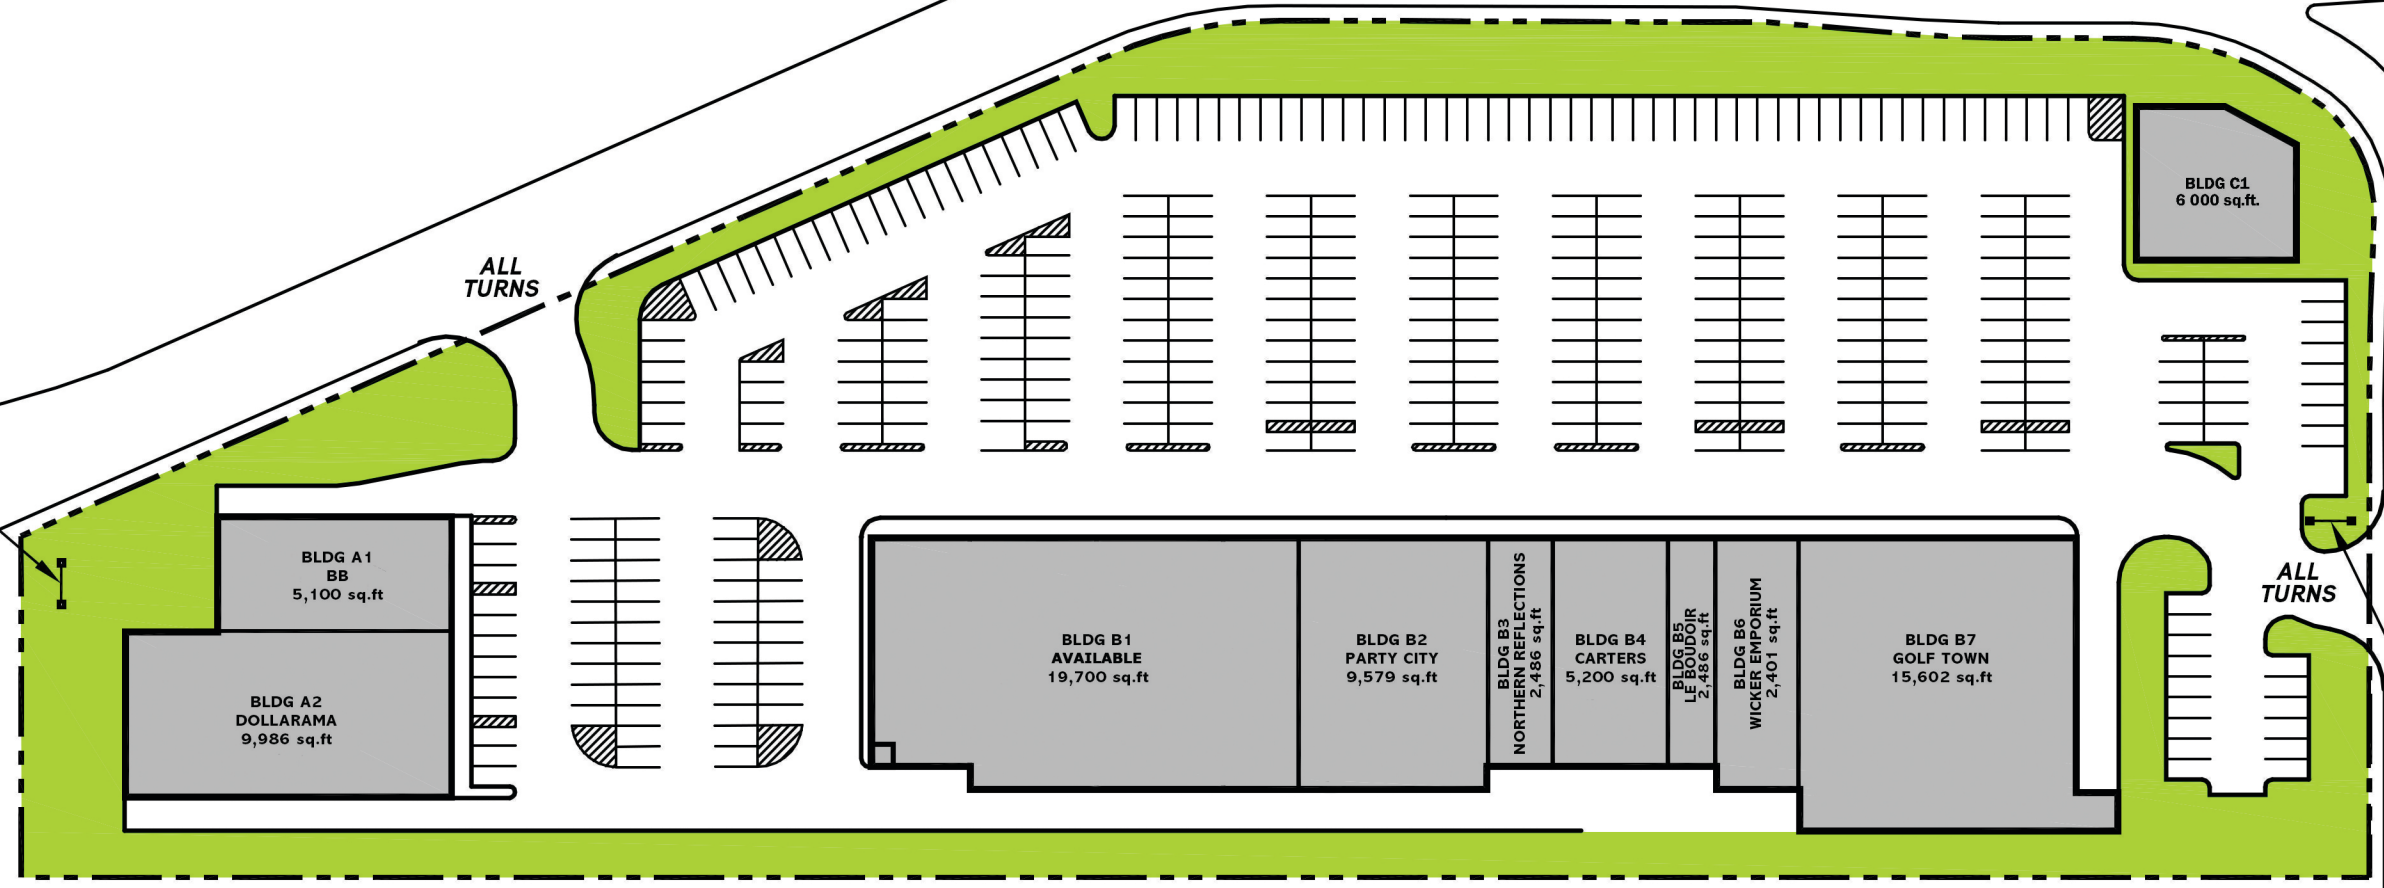 BLDG C1
6 000 sq.ft.
ALL
TURNS
BLDG A1
BB
5,100 sq.ft
BLDG A2
DOLLARAMA
9,986 sq.ft
BLDG B1
AVAILABLE
19,700 sq.ft
BLDG B2
PARTY CITY
9,579 sq.ft
BLDG B3
NORTHERN REFLECTIONS
2,486 sq.ft
BLDG B4
CARTERS
5,200 sq.ft
BLDG B5
LE BOUDOIR
2,486 sq.ft
BLDG B6
WICKER EMPORIUM
2,401 sq.ft
BLDG B7
GOLF TOWN
15,602 sq.ft
ALL
TURNS